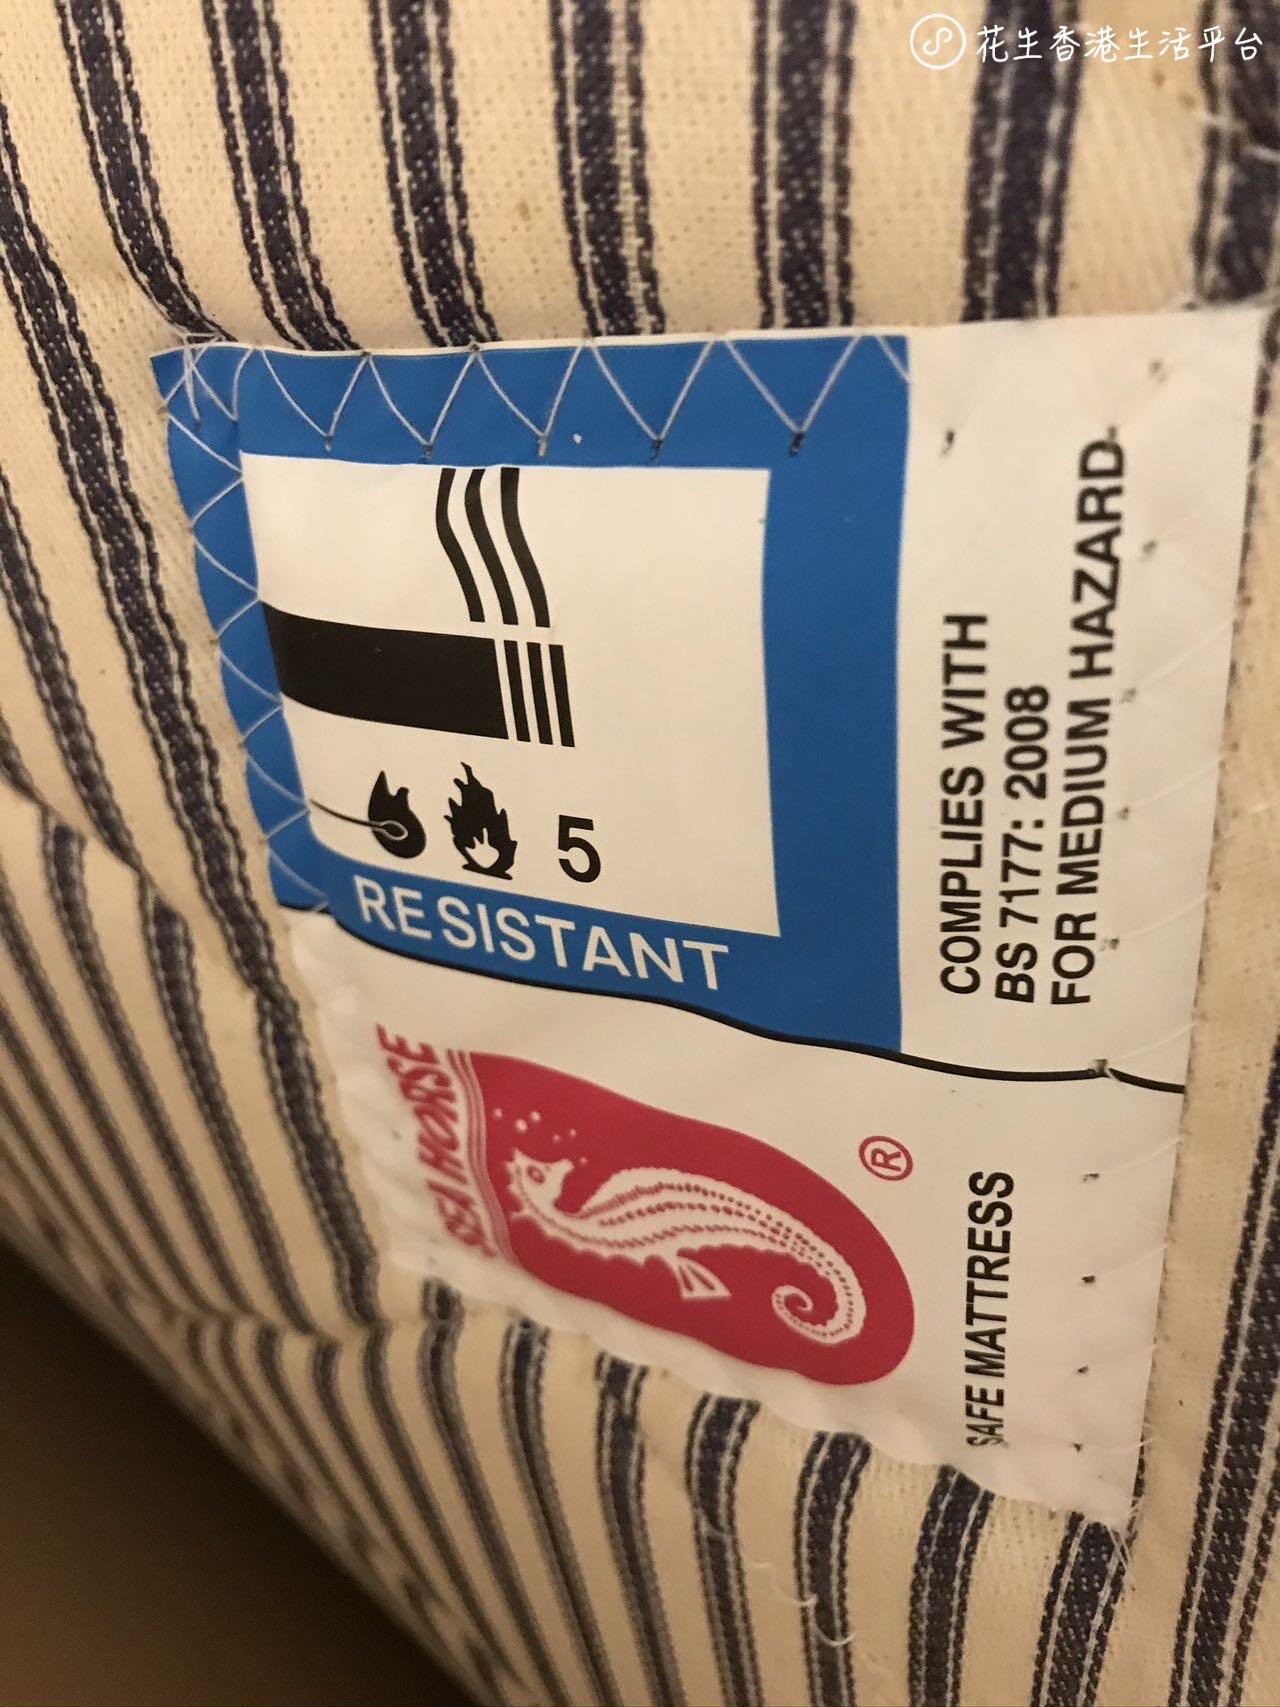 花生香港生活平台
5
RESISTANT
COMPLIES WITH
BS 7177: 2008
FOR MEDIUM HAZARD
SEA HORSE
®
SAFE MATTRESS